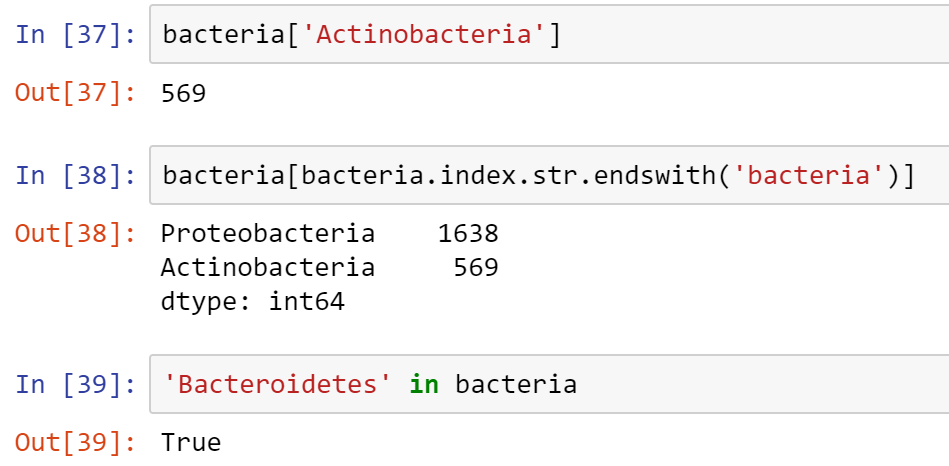 In [37]: bacteria['Actinobacteria']
Out[37]: 569
In [38]: bacteria[bacteria.index.str.endswith('bacteria')]
Out[38]: Proteobacteria    1638
Actinobacteria     569
dtype: int64
In [39]: 'Bacteroidetes' in bacteria
Out[39]: True